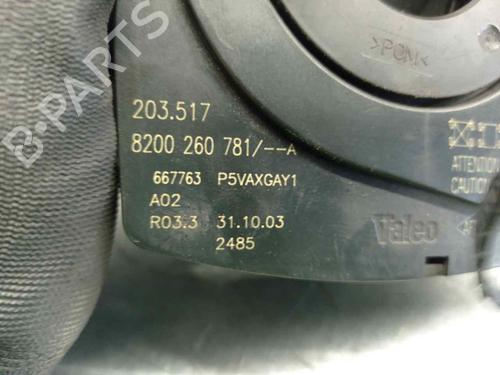 >POM<
203.517
8200 260 781/--A
667763 P5VAXGAY1
A02
R03.3 31.10.03
2485
ATTENTION
CAUTION
Valeo
B-PARTS